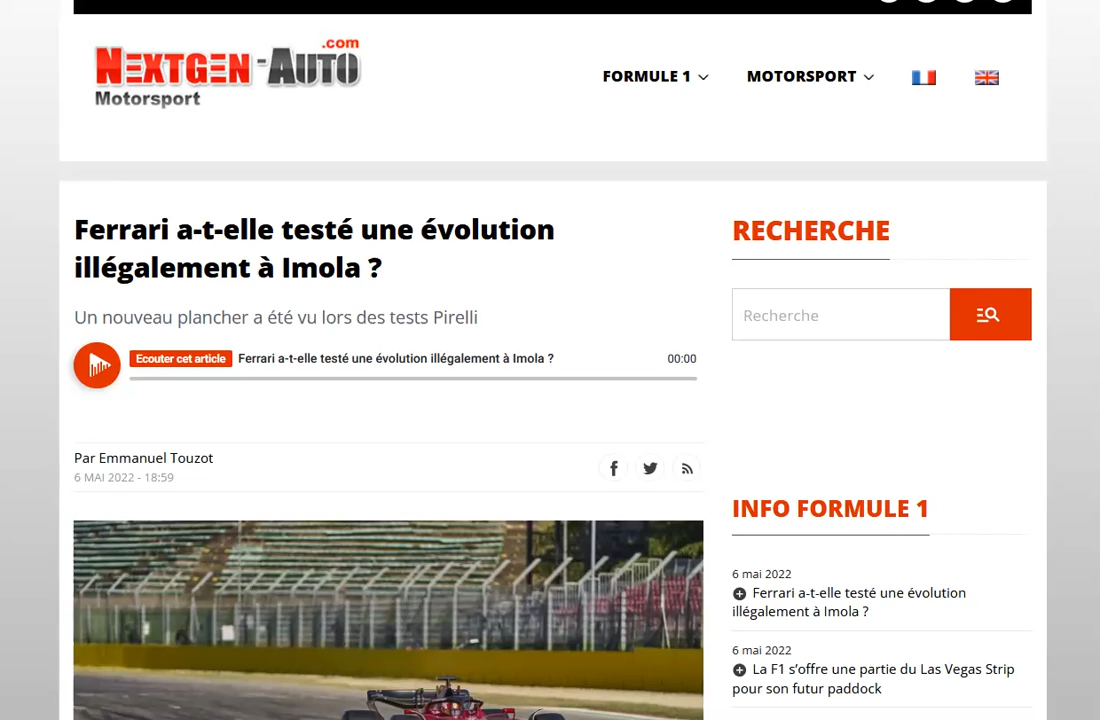 NEXTGEN-AUTO.com
Motorsport
FORMULE 1
MOTORSPORT
Ferrari a-t-elle testé une évolution
illégalement à Imola ?
Un nouveau plancher a été vu lors des tests Pirelli
Ecouter cet article Ferrari a-t-elle testé une évolution illégalement à Imola ? 00:00
Par Emmanuel Touzot
6 MAI 2022 - 18:59
RECHERCHE
Recherche
INFO FORMULE 1
6 mai 2022
Ferrari a-t-elle testé une évolution
illégalement à Imola ?
6 mai 2022
La F1 s’offre une partie du Las Vegas Strip
pour son futur paddock